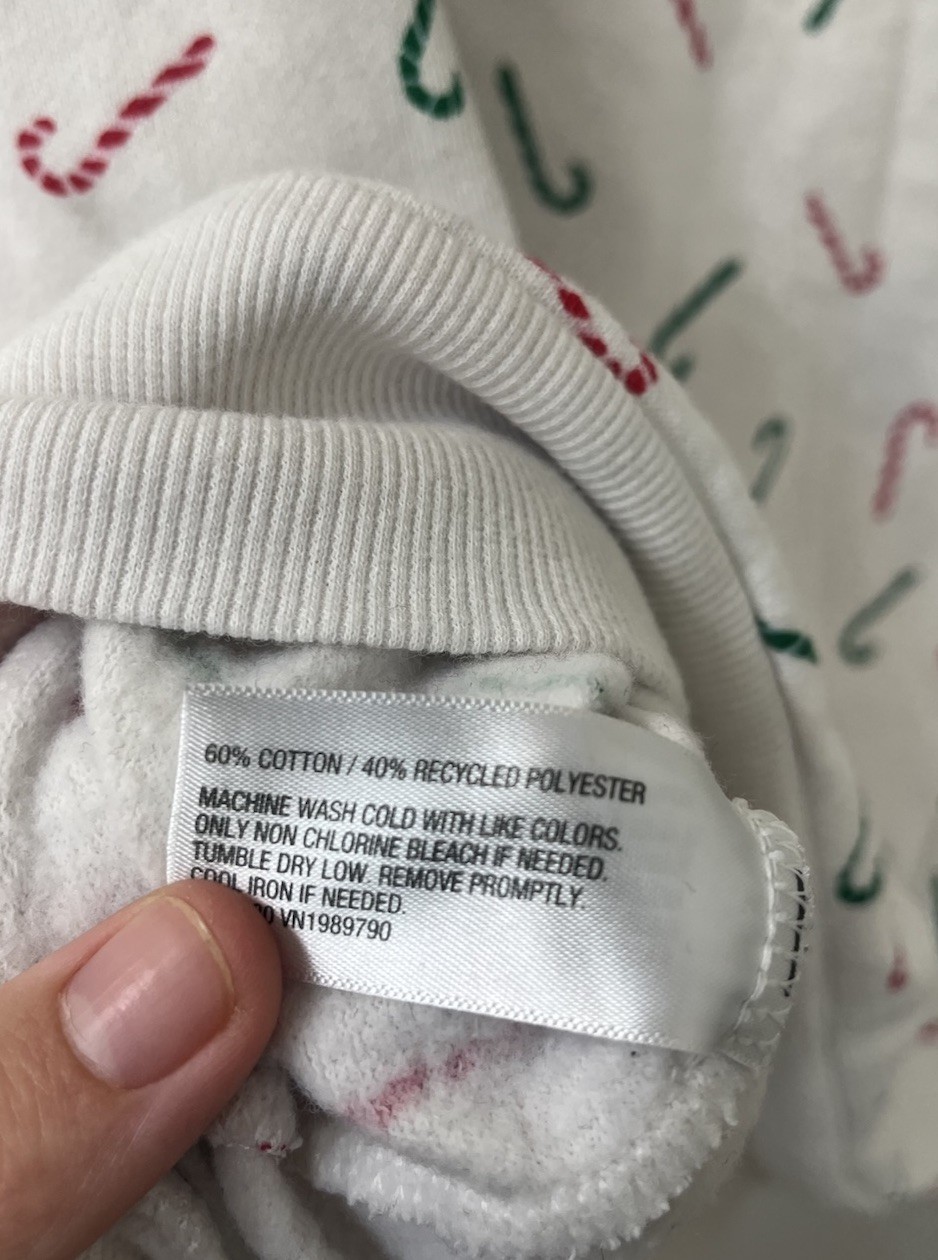 60% COTTON / 40% RECYCLED POLYESTER
MACHINE WASH COLD WITH LIKE COLORS.
ONLY NON CHLORINE BLEACH IF NEEDED.
TUMBLE DRY LOW. REMOVE PROMPTLY.
COOL IRON IF NEEDED.
VN1989790